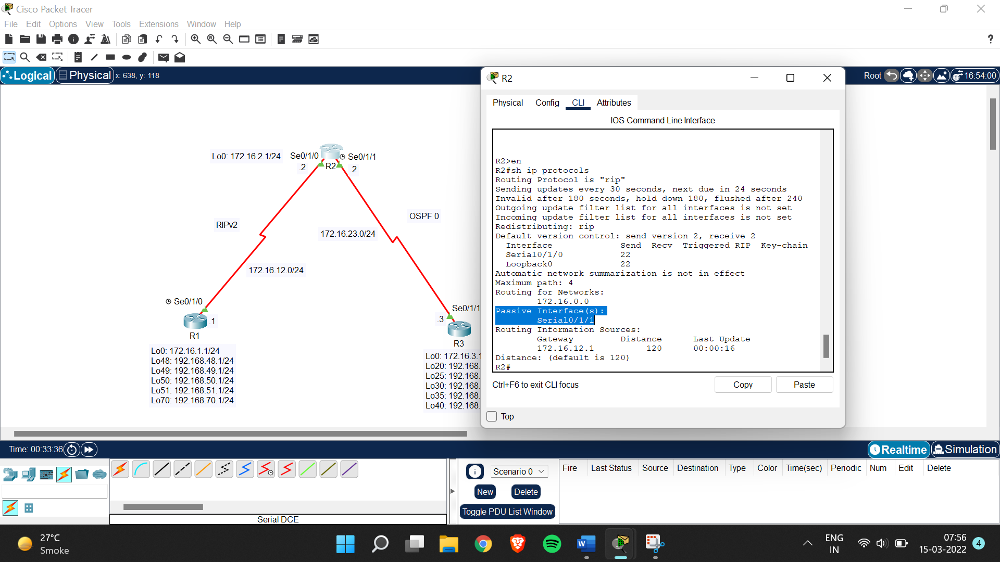 Cisco Packet Tracer
File Edit Options View Tools Extensions Window Help
?
Logical Physical x: 638, y: 118
Root 16:54:00
Lo0: 172.16.2.1/24 Se0/1/0 Se0/1/1
.2 R2 .2
OSPF 0
RIPv2
172.16.23.0/24
172.16.12.0/24
Se0/1/0
.1
R1
Lo0: 172.16.1.1/24
Lo48: 192.168.48.1/24
Lo49: 192.168.49.1/24
Lo50: 192.168.50.1/24
Lo51: 192.168.51.1/24
Lo70: 192.168.70.1/24
Se0/1/1
.3
R3
Lo0: 172.16.3.1
Lo20: 192.168.
Lo25: 192.168.
Lo30: 192.168.
Lo35: 192.168.
Lo40: 192.168.
R2
Physical Config CLI Attributes
IOS Command Line Interface
R2>en
R2#sh ip protocols
Routing Protocol is "rip"
Sending updates every 30 seconds, next due in 24 seconds
Invalid after 180 seconds, hold down 180, flushed after 240
Outgoing update filter list for all interfaces is not set
Incoming update filter list for all interfaces is not set
Redistributing: rip
Default version control: send version 2, receive 2
Interface Send Recv Triggered RIP Key-chain
Serial0/1/0 22
Loopback0 22
Automatic network summarization is not in effect
Maximum path: 4
Routing for Networks:
172.16.0.0
Passive Interface(s):
Serial0/1/1
Routing Information Sources:
Gateway Distance Last Update
172.16.12.1 120 00:00:16
Distance: (default is 120)
R2#
Ctrl+F6 to exit CLI focus
Copy Paste
Top
Time: 00:33:36
Realtime Simulation
Scenario 0
New Delete
Toggle PDU List Window
Fire Last Status Source Destination Type Color Time(sec) Periodic Num Edit Delete
Serial DCE
27°C
Smoke
ENG
IN
07:56
15-03-2022
4